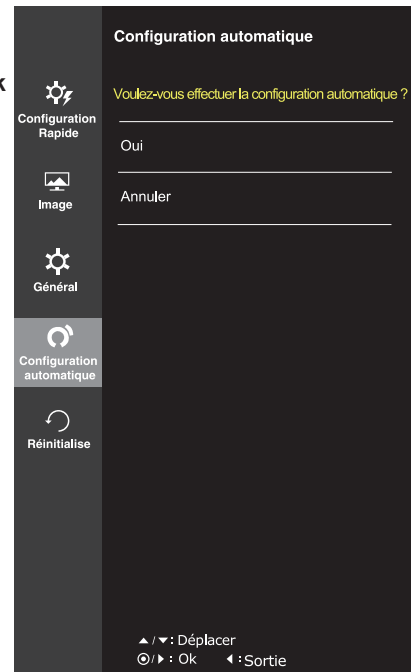 k
Configuration automatique
Voulez-vous effectuer la configuration automatique ?
Oui
Annuler
Configuration
Rapide
Image
Général
Configuration
automatique
Réinitialise
▲/▼: Déplacer
◉/▶ : Ok ◀ : Sortie